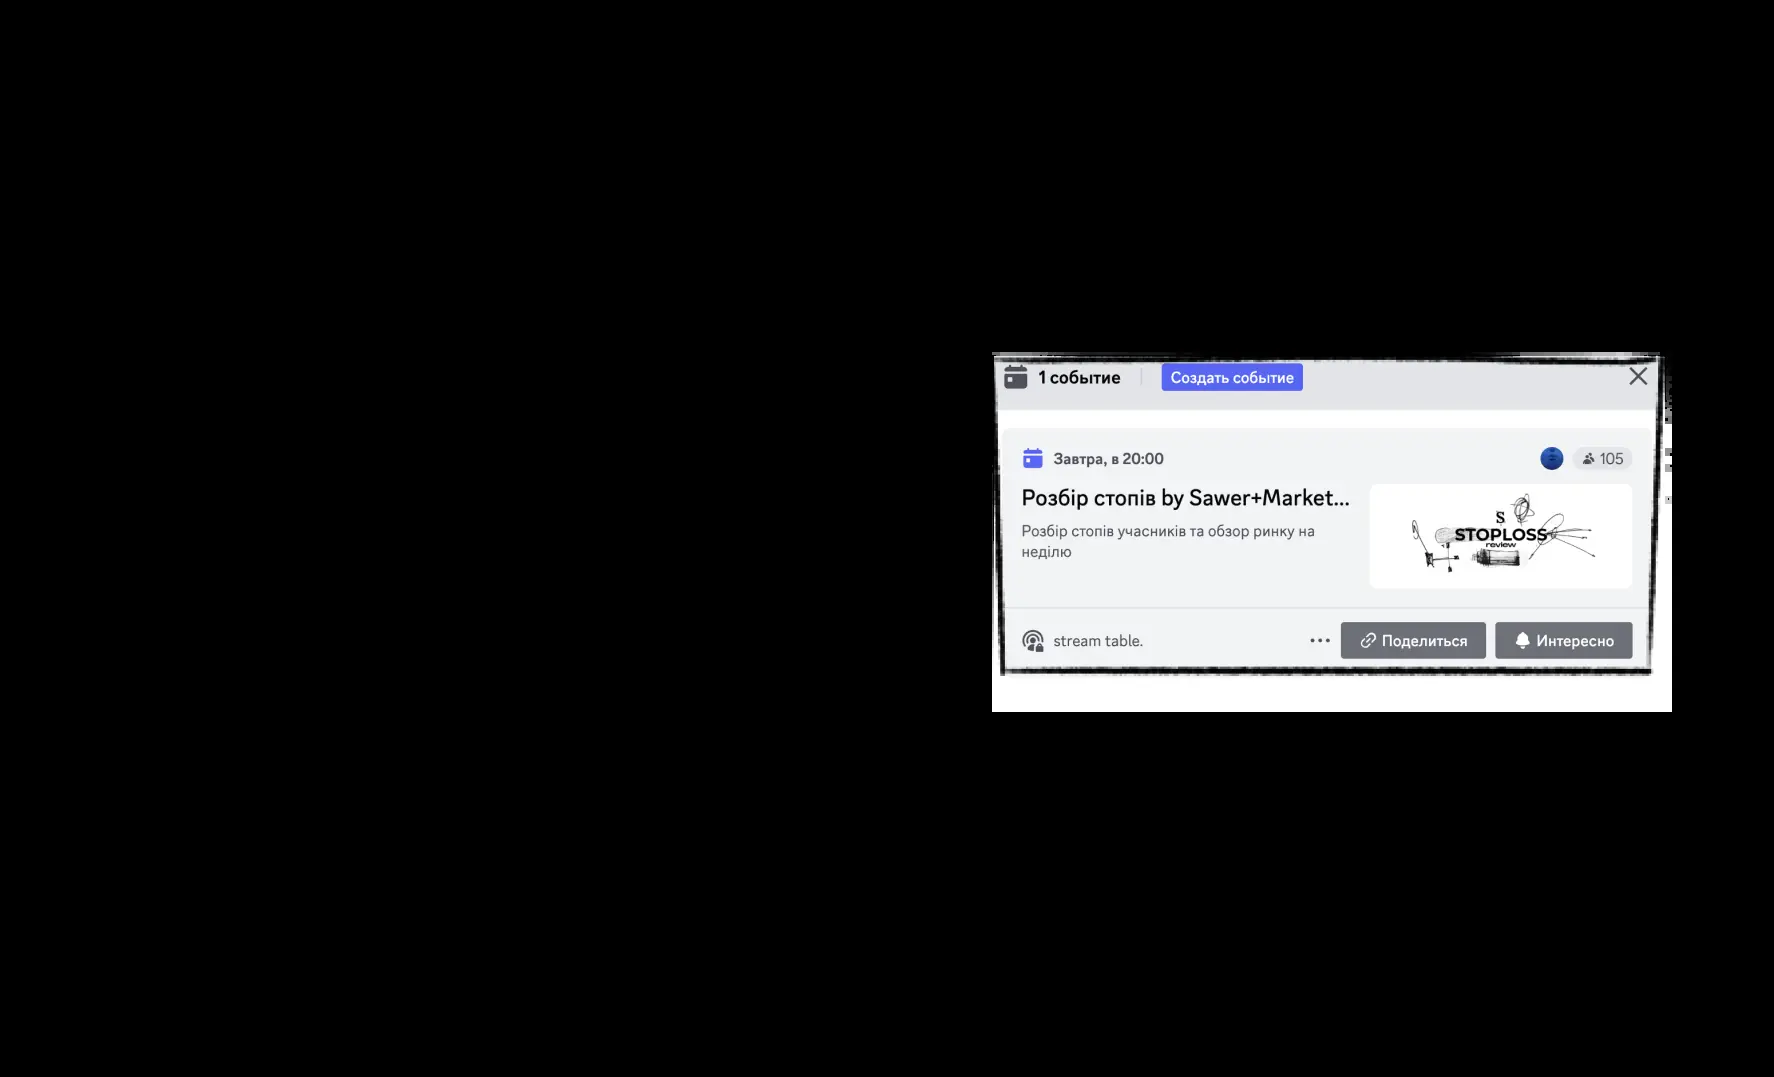 1 событие
Создать событие
Завтра, в 20:00
105
Розбір стопів by Sawer+Market...
Розбір стопів учасників та обзор ринку на
неділю
S
STOPLOSS
review
stream table.
Поделиться
Интересно